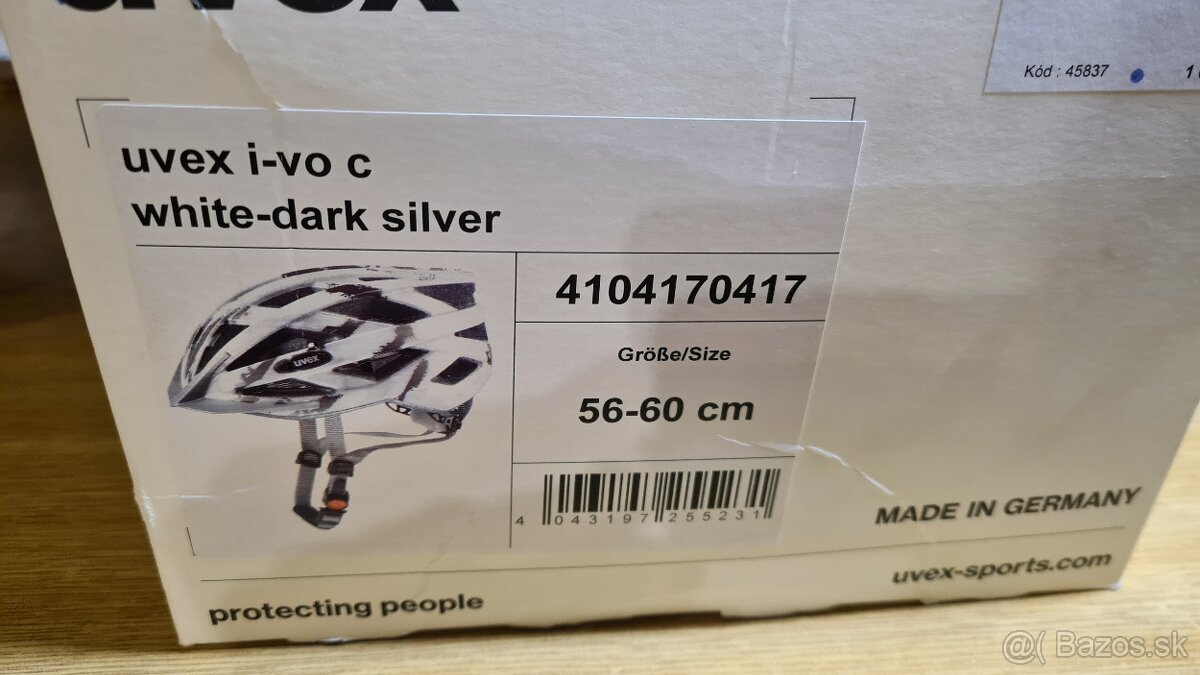 uvex
Kód : 45837
uvex i-vo c
white-dark silver
uvex
4104170417
Größe/Size
56-60 cm
4 043197 255231
MADE IN GERMANY
uvex-sports.com
protecting people
@( Bazos.sk